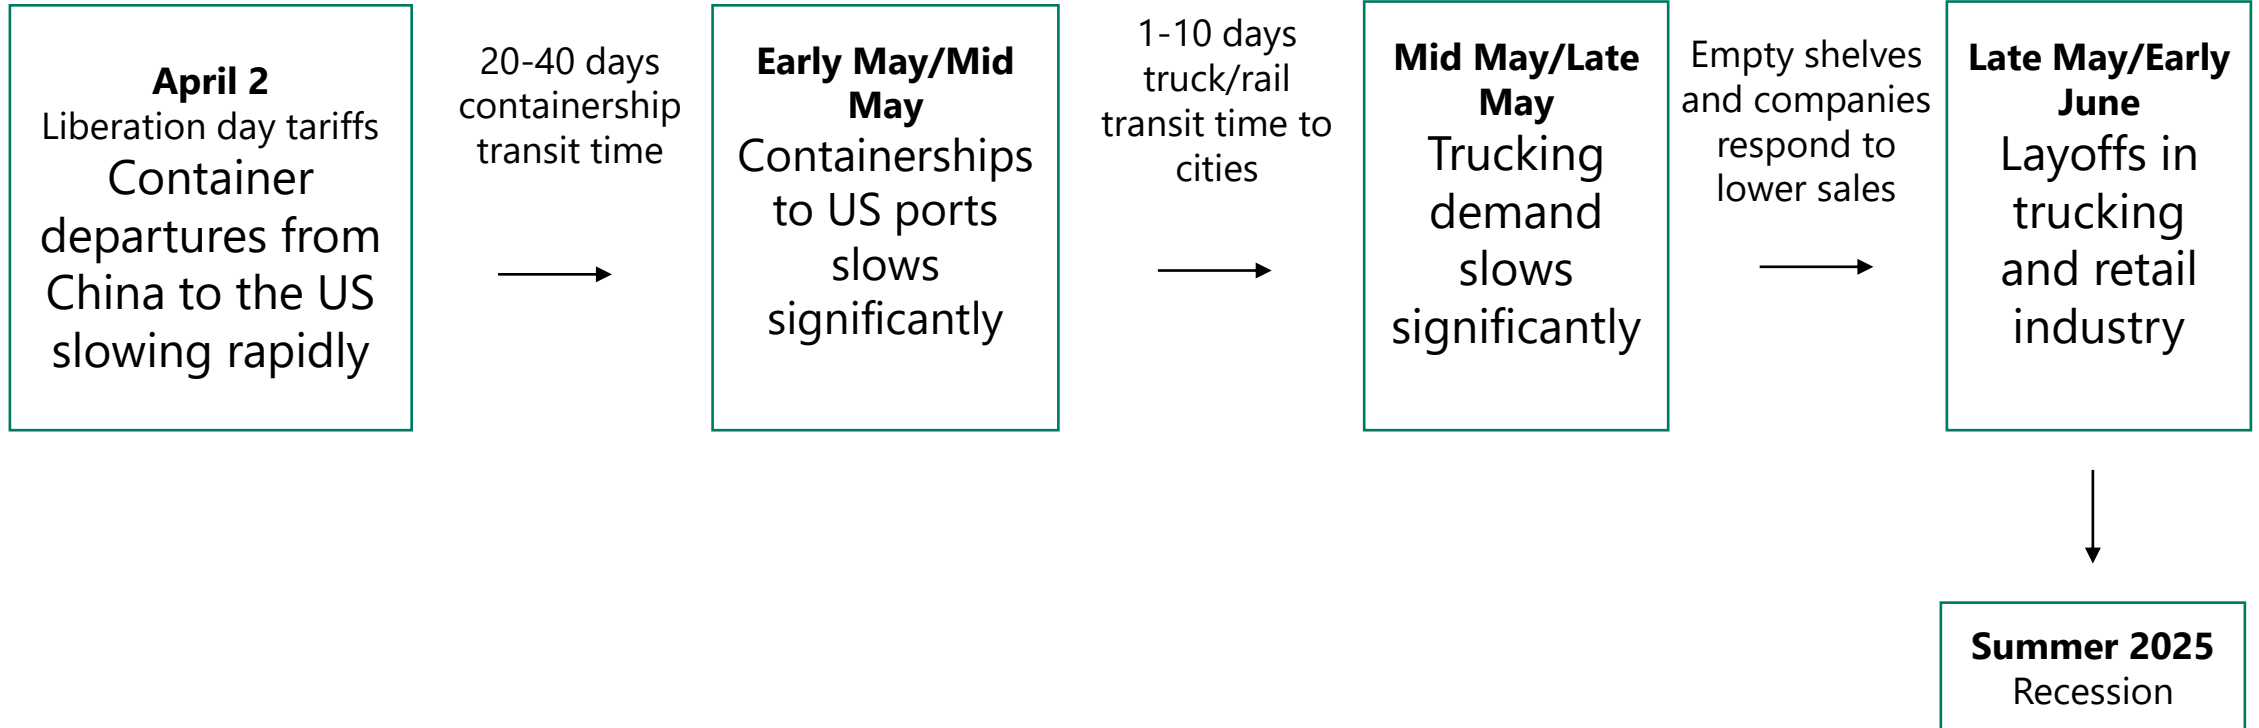 April 2
Liberation day tariffs
Container
departures from
China to the US
slowing rapidly
20-40 days
containership
transit time
Early May/Mid
May
Containerships
to US ports
slows
significantly
1-10 days
truck/rail
transit time to
cities
Mid May/Late
May
Trucking
demand
slows
significantly
Empty shelves
and companies
respond to
lower sales
Late May/Early
June
Layoffs in
trucking
and retail
industry
Summer 2025
Recession